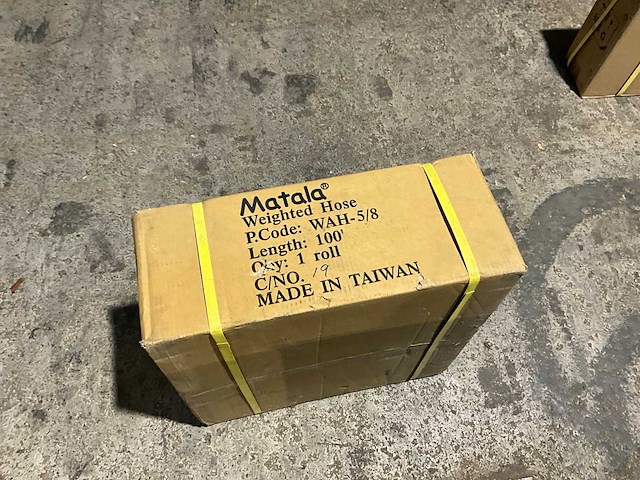 Matala®
Weighted Hose
P.Code: WAH-5/8
Length: 100'
Qty: 1 roll
C/NO. 19
MADE IN TAIWAN